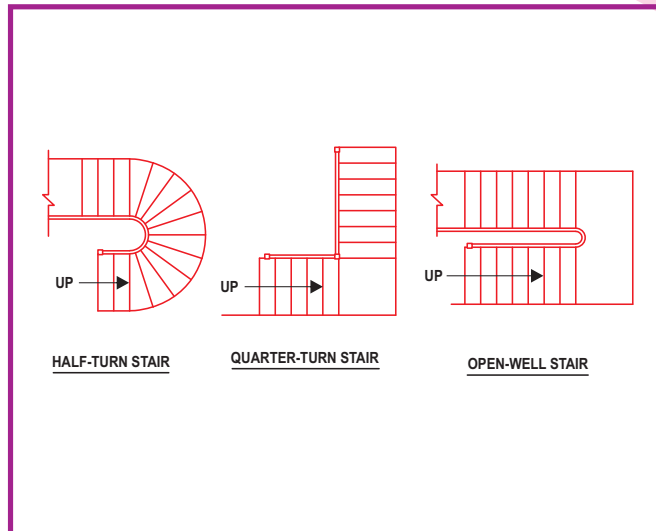 UP
UP
UP
HALF-TURN STAIR
QUARTER-TURN STAIR
OPEN-WELL STAIR